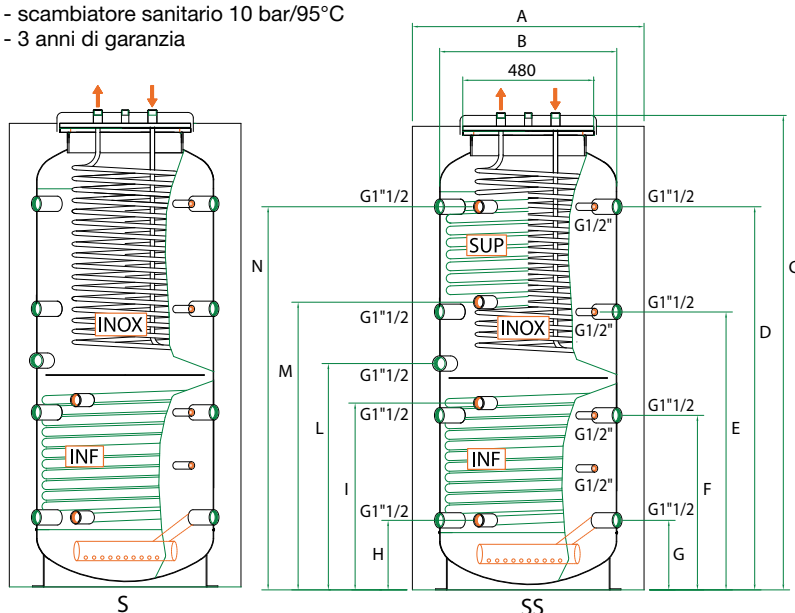 - scambiatore sanitario 10 bar/95°C
- 3 anni di garanzia
A
B
480
G1"1/2
G1"1/2
SUP
G1/2"
N
C
D
INOX
G1"1/2
G1"1/2
INOX
G1/2"
M
G1"1/2
L
E
G1"1/2
G1"1/2
G1/2"
INF
INF
I
G1/2"
F
G1"1/2
G1"1/2
H
G
S
SS